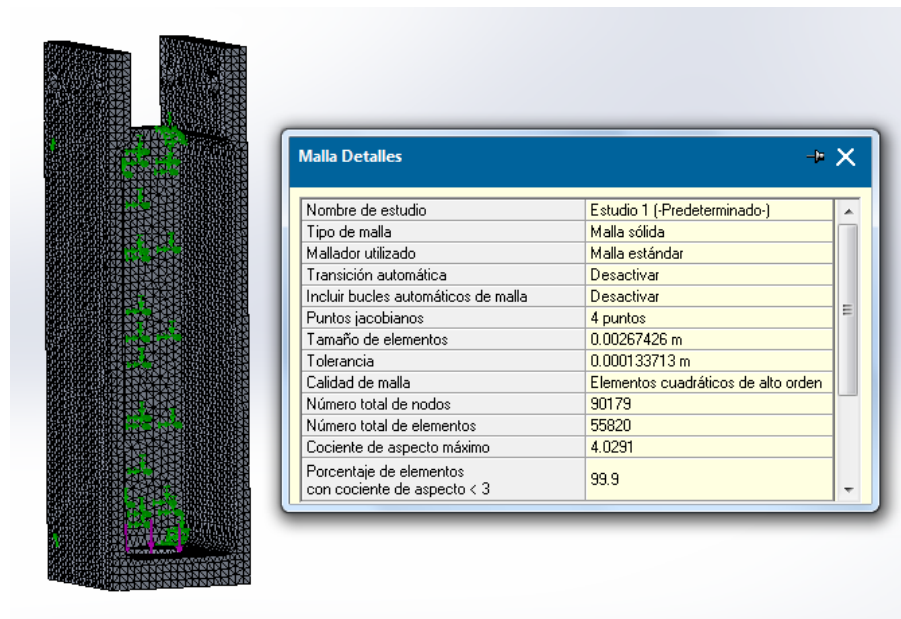 Malla Detalles
Nombre de estudio Estudio 1 (-Predeterminado-)
Tipo de malla Malla sólida
Mallador utilizado Malla estándar
Transición automática Desactivar
Incluir bucles automáticos de malla Desactivar
Puntos jacobianos 4 puntos
Tamaño de elementos 0.00267426 m
Tolerancia 0.000133713 m
Calidad de malla Elementos cuadráticos de alto orden
Número total de nodos 90179
Número total de elementos 55820
Cociente de aspecto máximo 4.0291
Porcentaje de elementos
con cociente de aspecto < 3 99.9